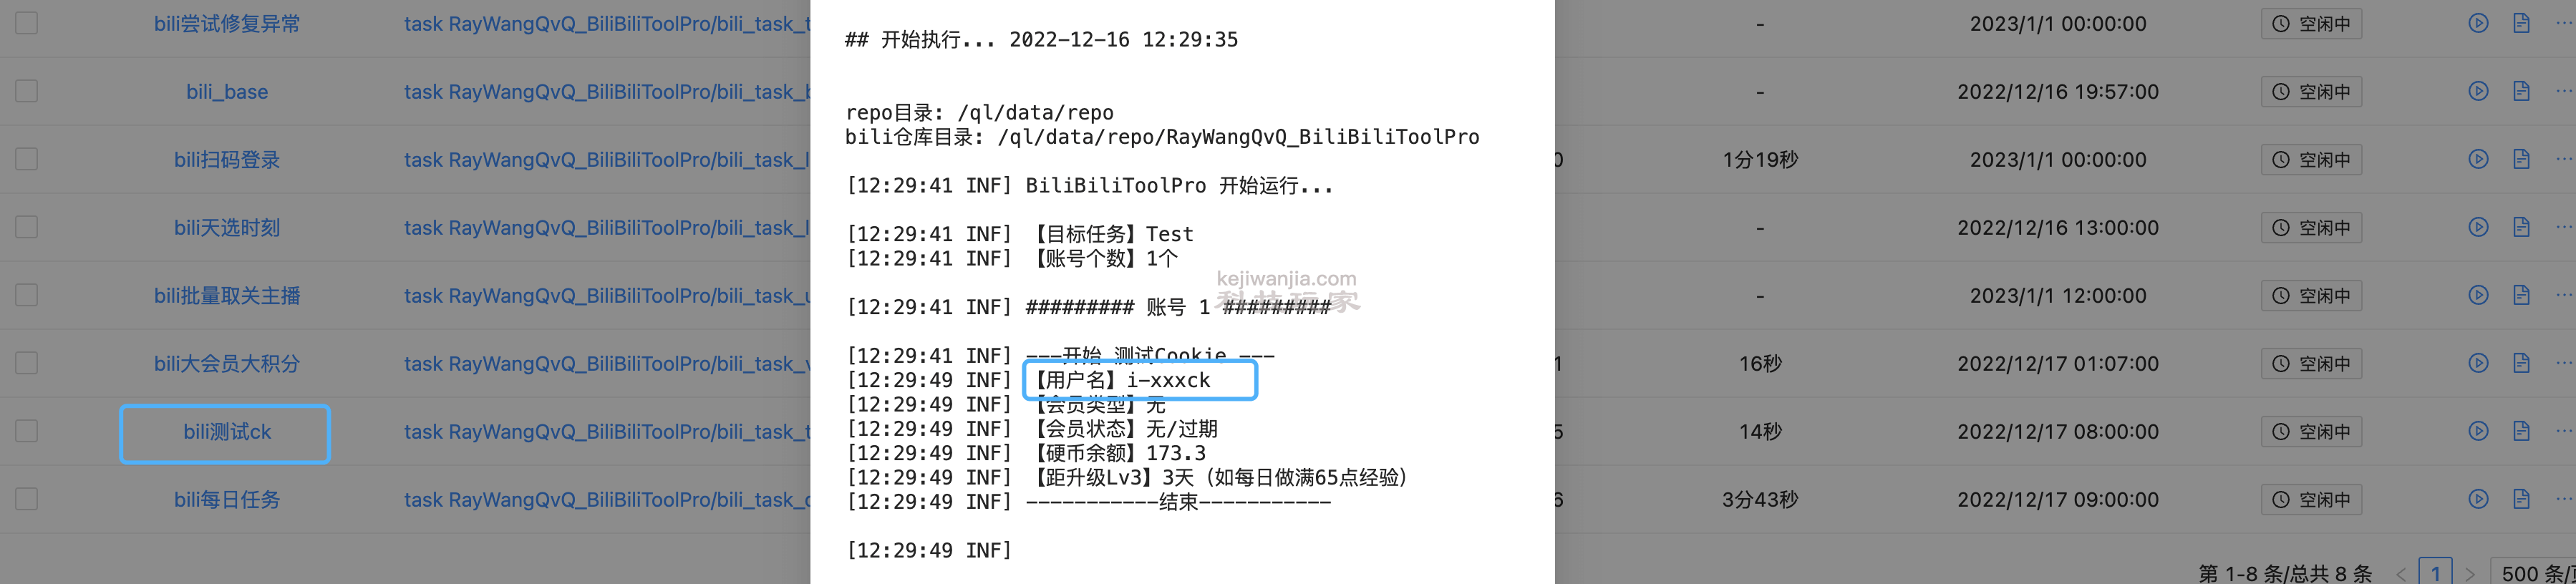 bili尝试修复异常 task RayWangQvQ_BiliBiliToolPro/bili_task_t - 2023/1/1 00:00:00 空闲中
## 开始执行... 2022-12-16 12:29:35
bili_base task RayWangQvQ_BiliBiliToolPro/bili_task_b - 2022/12/16 19:57:00 空闲中
repo目录: /ql/data/repo
bili仓库目录: /ql/data/repo/RayWangQvQ_BiliBiliToolPro
bili扫码登录 task RayWangQvQ_BiliBiliToolPro/bili_task_l 0 1分19秒 2023/1/1 00:00:00 空闲中
[12:29:41 INF] BiliBiliToolPro 开始运行...
bili天选时刻 task RayWangQvQ_BiliBiliToolPro/bili_task_l - 2022/12/16 13:00:00 空闲中
[12:29:41 INF] 【目标任务】Test
[12:29:41 INF] 【账号个数】1个
kejiwanjia.com
科技玩家
bili批量取关主播 task RayWangQvQ_BiliBiliToolPro/bili_task_u - 2023/1/1 12:00:00 空闲中
[12:29:41 INF] ######### 账号 1 #########
[12:29:41 INF] ---开始 测试Cookie ---
bili大会员大积分 task RayWangQvQ_BiliBiliToolPro/bili_task_v 1 16秒 2022/12/17 01:07:00 空闲中
[12:29:49 INF] 【用户名】i-xxxck
[12:29:49 INF] 【会员类型】无
[12:29:49 INF] 【会员状态】无/过期
bili测试ck task RayWangQvQ_BiliBiliToolPro/bili_task_t 5 14秒 2022/12/17 08:00:00 空闲中
[12:29:49 INF] 【硬币余额】173.3
[12:29:49 INF] 【距升级Lv3】3天（如每日做满65点经验）
bili每日任务 task RayWangQvQ_BiliBiliToolPro/bili_task_d 6 3分43秒 2022/12/17 09:00:00 空闲中
[12:29:49 INF] -----------结束-----------
[12:29:49 INF]
第 1-8 条/总共 8 条 < 1 > 500 条/